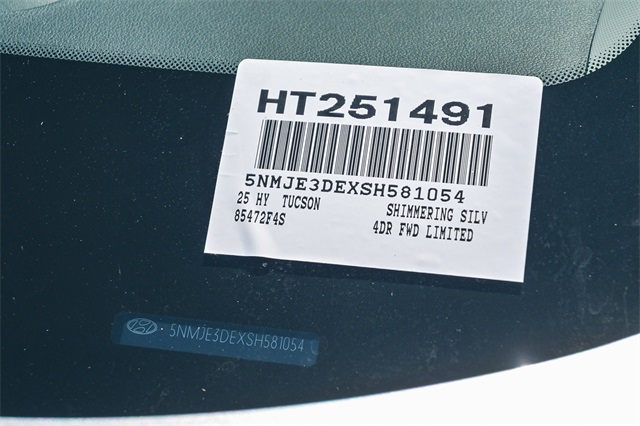 HT251491
5NMJE3DEXSH581054
25 HY TUCSON SHIMMERING SILV
85472F4S 4DR FWD LIMITED
5NMJE3DEXSH581054